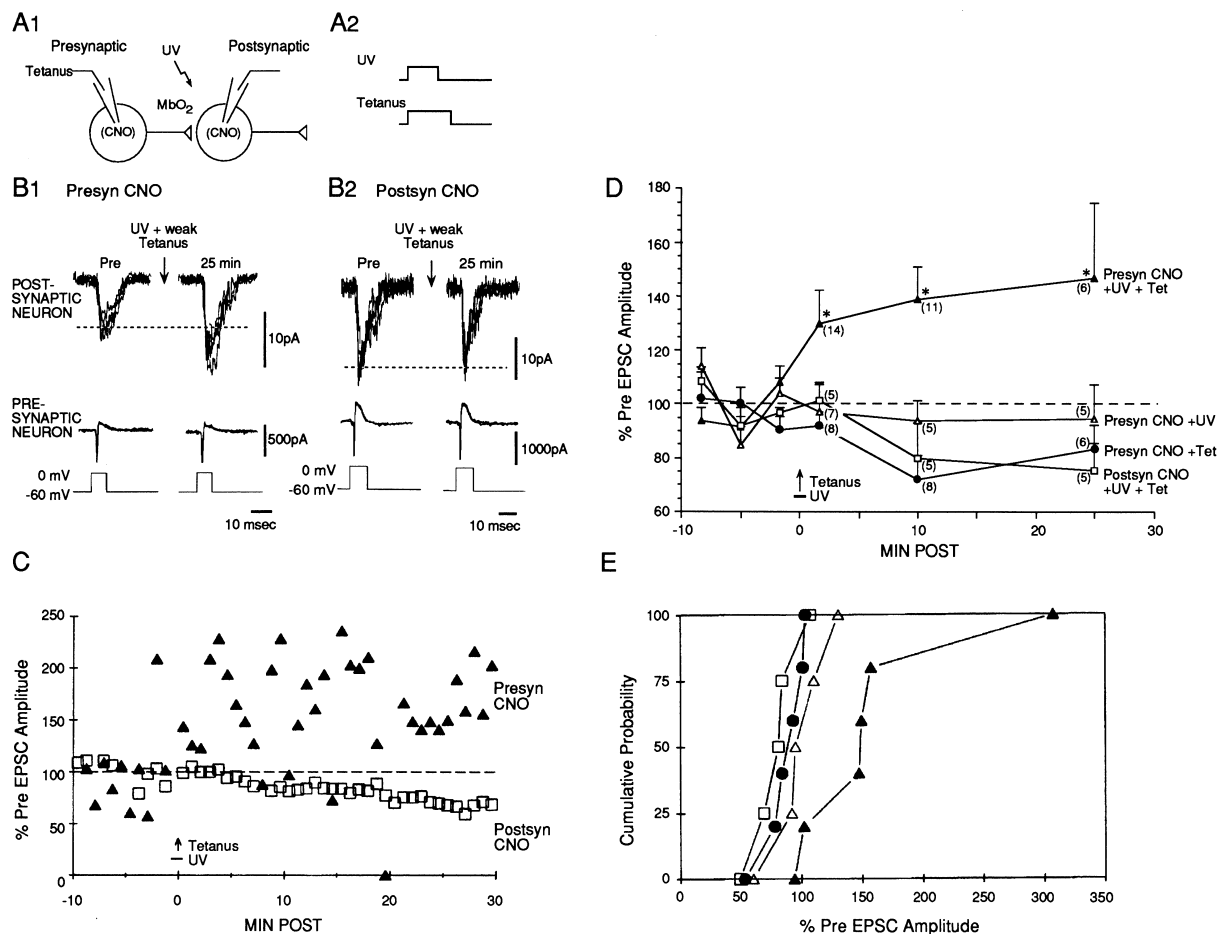 A1
Presynaptic
UV
Postsynaptic
Tetanus
MbO2
(CNO)
(CNO)
A2
UV
Tetanus
B1 Presyn CNO
UV + weak
Tetanus
Pre
25 min
POST-
SYNAPTIC
NEURON
10pA
PRE-
SYNAPTIC
NEURON
500pA
0 mV
-60 mV
10 msec
B2 Postsyn CNO
UV + weak
Tetanus
Pre
25 min
10pA
1000pA
0 mV
-60 mV
10 msec
C
% Pre EPSC Amplitude
250
200
150
100
50
0
Presyn
CNO
Postsyn
CNO
Tetanus
UV
-10 0 10 20 30
MIN POST
D
% Pre EPSC Amplitude
180
160
140
120
100
80
60
* (14)
* (11)
* (6)
Presyn CNO
+UV + Tet
(5)
(7)
(8)
(5)
(5)
(8)
(5)
Presyn CNO +UV
(6)
Presyn CNO +Tet
(5)
Postsyn CNO
+UV + Tet
Tetanus
UV
-10 0 10 20 30
MIN POST
E
Cumulative Probability
100
75
50
25
0
0 50 100 150 200 250 300 350
% Pre EPSC Amplitude